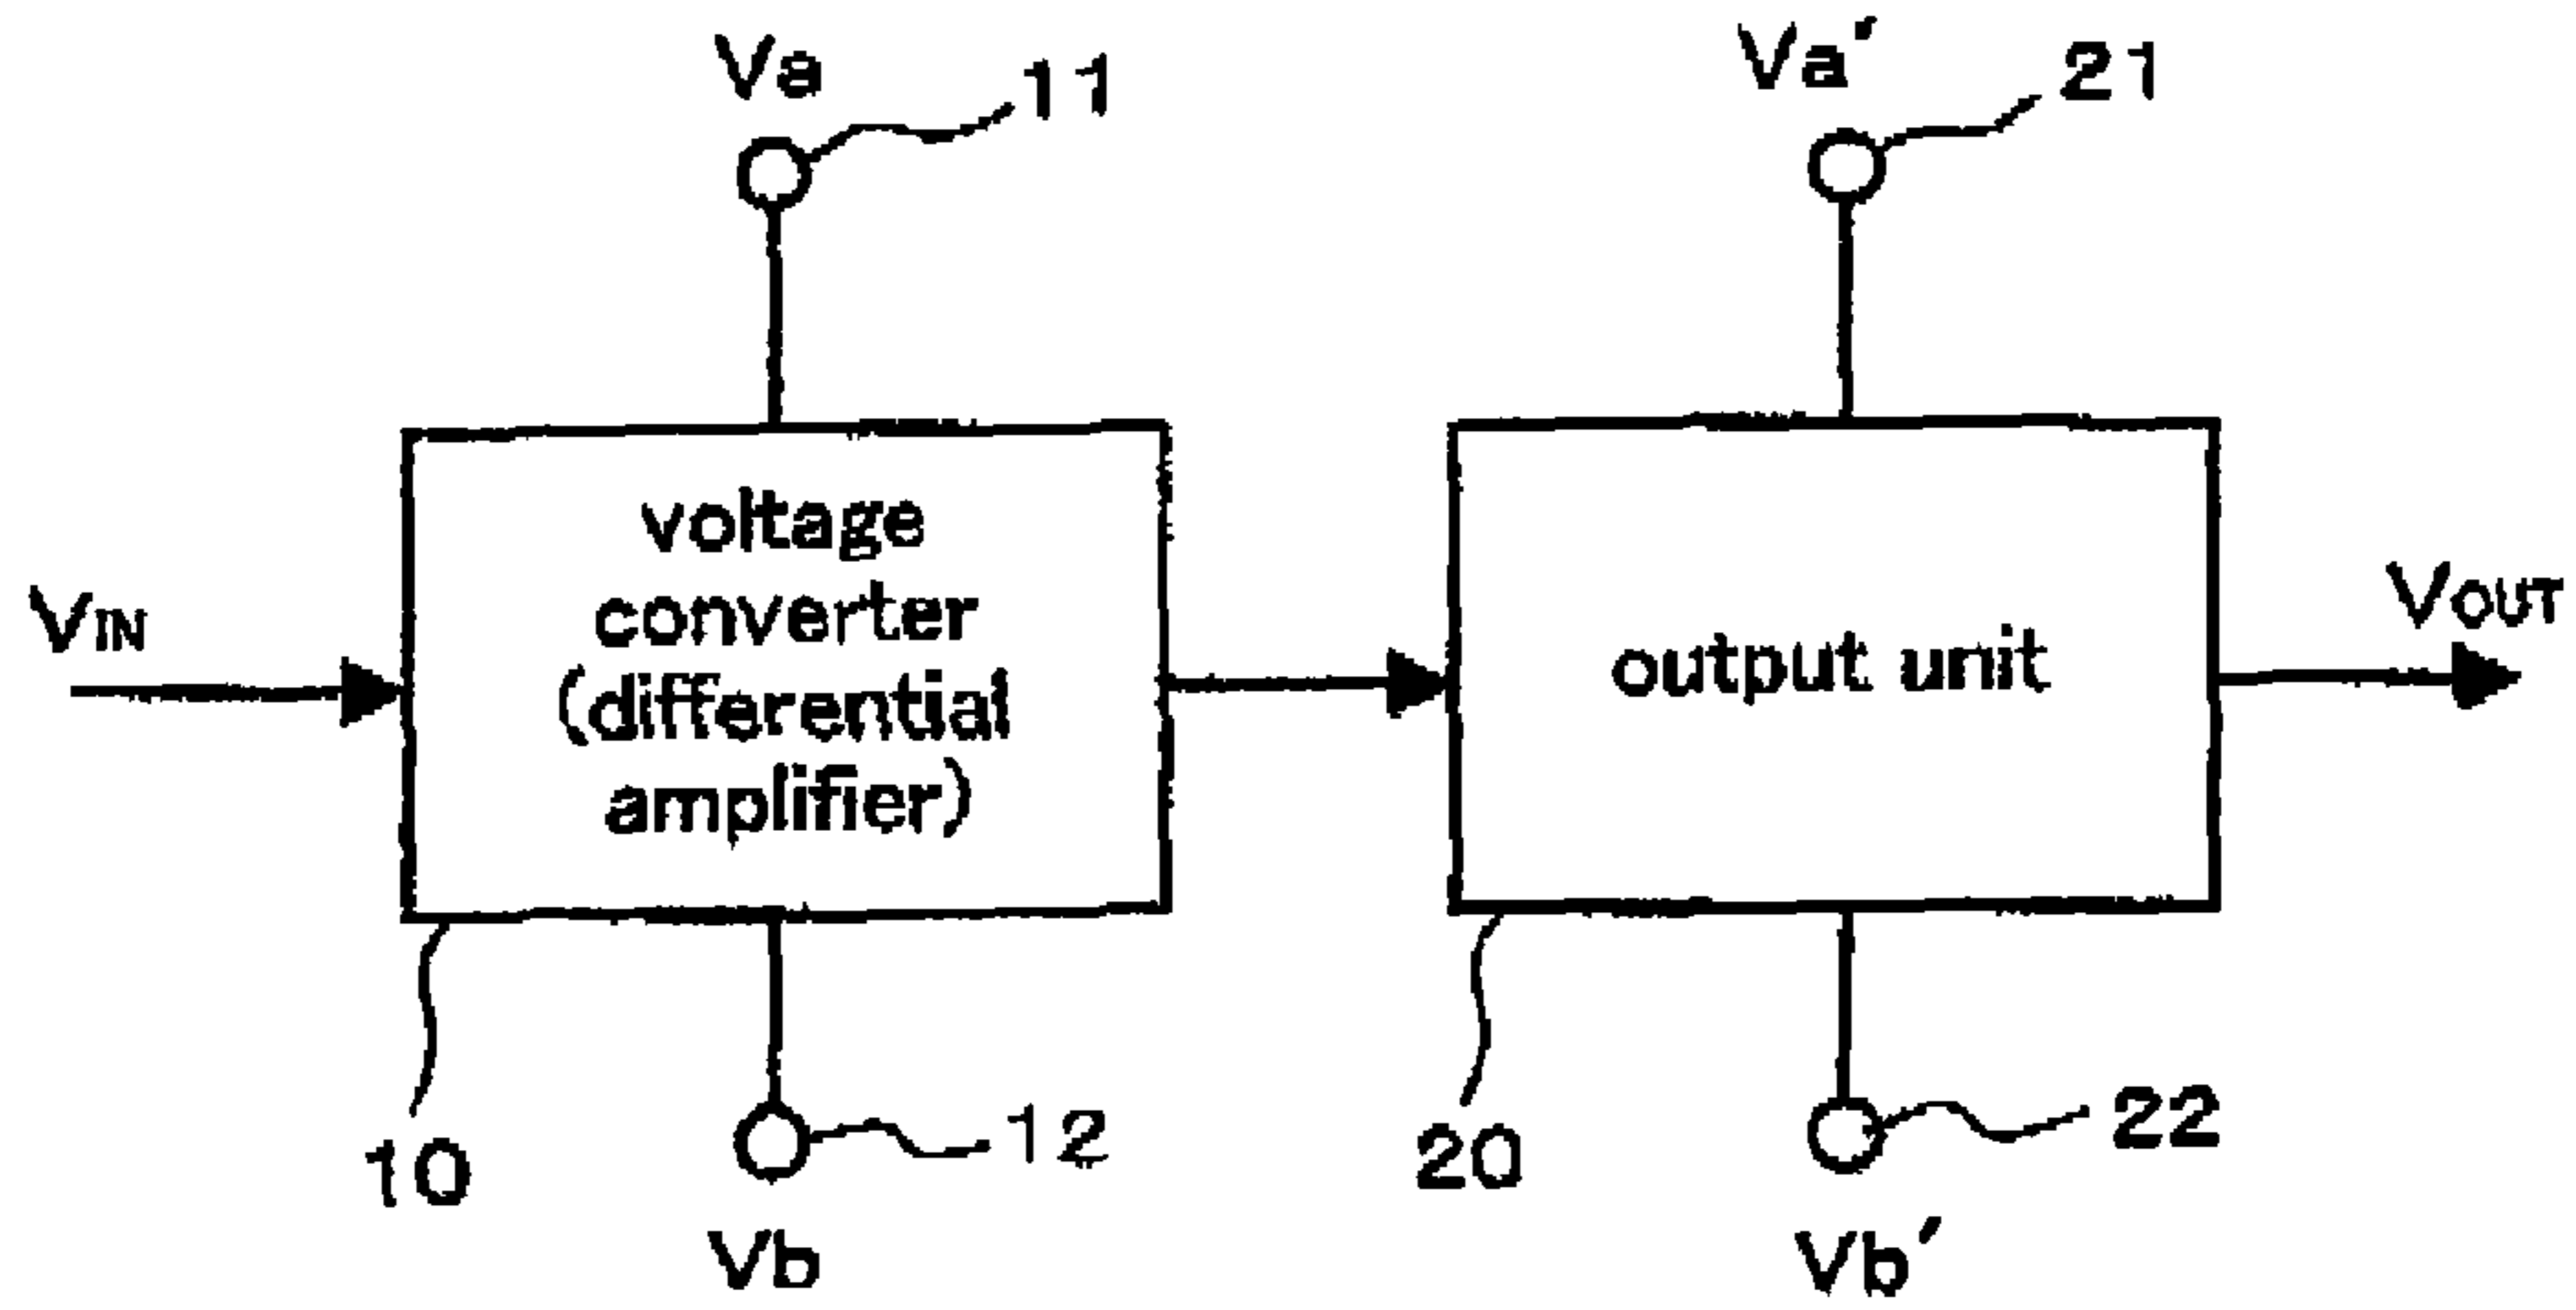 Va
11
Va'
21
voltage
converter
(differential
amplifier)
VIN
output unit
VOUT
10
12
Vb
20
22
Vb'